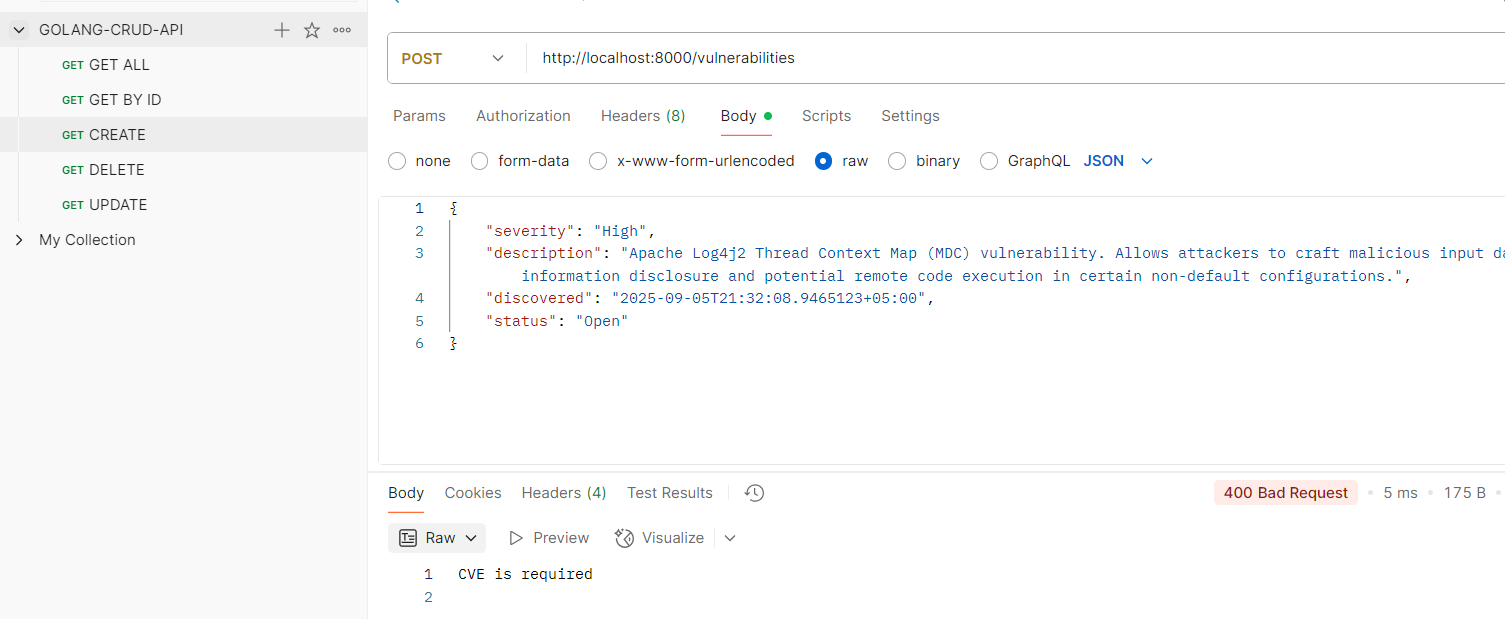 GOLANG-CRUD-API
GET GET ALL
GET GET BY ID
GET CREATE
GET DELETE
GET UPDATE
My Collection
POST http://localhost:8000/vulnerabilities
Params Authorization Headers (8) Body Scripts Settings
none form-data x-www-form-urlencoded raw binary GraphQL JSON
1 {
2 "severity": "High",
3 "description": "Apache Log4j2 Thread Context Map (MDC) vulnerability. Allows attackers to craft malicious input
information disclosure and potential remote code execution in certain non-default configurations.",
4 "discovered": "2025-09-05T21:32:08.9465123+05:00",
5 "status": "Open"
6 }
Body Cookies Headers (4) Test Results 400 Bad Request 5 ms 175 B
Raw Preview Visualize
1 CVE is required
2